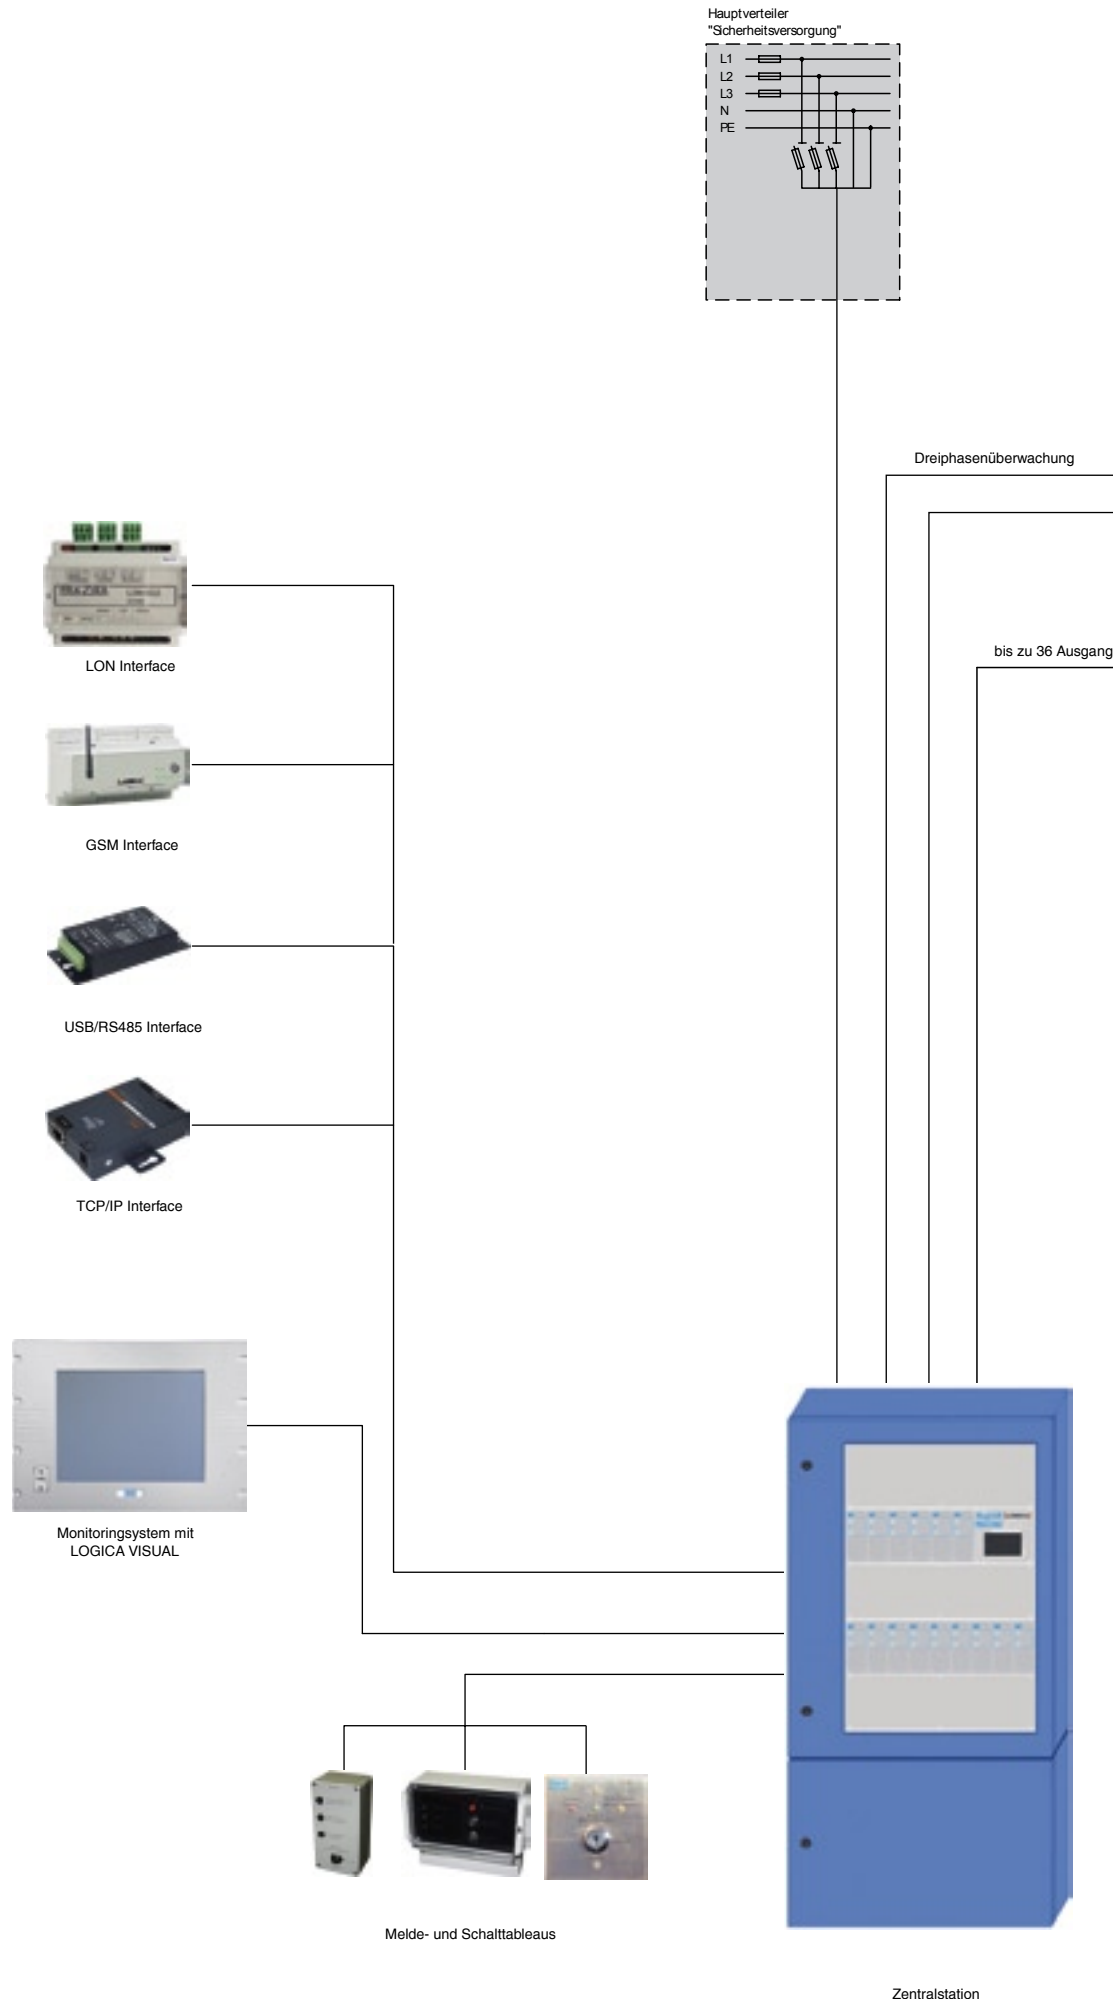 Hauptverteiler
"Sicherheitsversorgung"
L1
L2
L3
N
PE
Dreiphasenüberwachung
bis zu 36 Ausgang
LON Interface
GSM Interface
USB/RS485 Interface
TCP/IP Interface
Monitoringsystem mit
LOGICA VISUAL
Melde- und Schalttableaus
Zentralstation